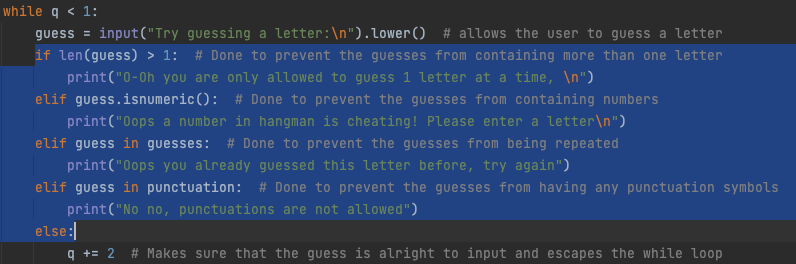 while q < 1:
    guess = input("Try guessing a letter:\n").lower()  # allows the user to guess a letter
    if len(guess) > 1:  # Done to prevent the guesses from containing more than one letter
        print("O-Oh you are only allowed to guess 1 letter at a time, \n")
    elif guess.isnumeric():  # Done to prevent the guesses from containing numbers
        print("Oops a number in hangman is cheating! Please enter a letter\n")
    elif guess in guesses:  # Done to prevent the guesses from being repeated
        print("Oops you already guessed this letter before, try again")
    elif guess in punctuation:  # Done to prevent the guesses from having any punctuation symbols
        print("No no, punctuations are not allowed")
    else:
        q += 2  # Makes sure that the guess is alright to input and escapes the while loop